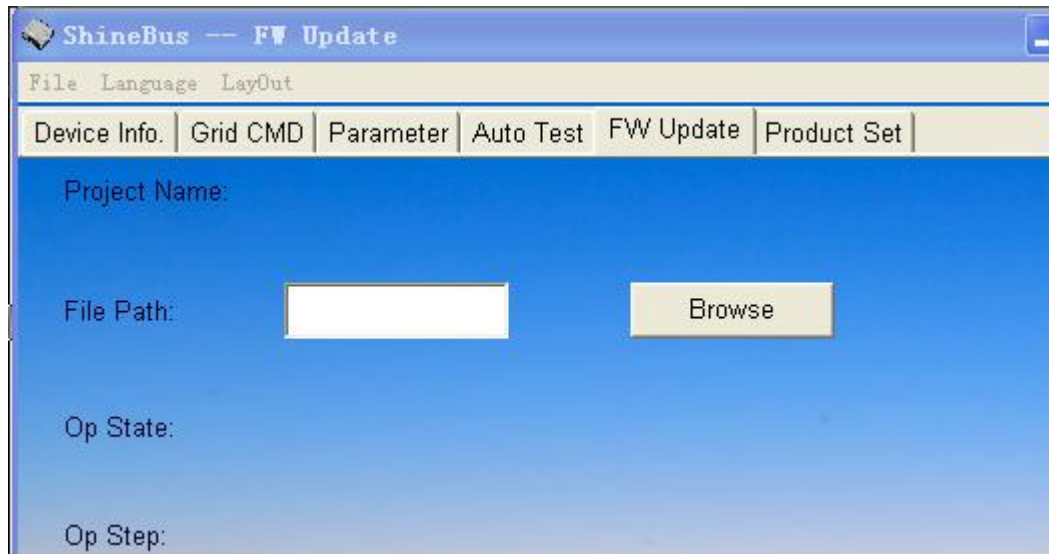 ShineBus -- FW Update
File Language LayOut
Device Info. Grid CMD Parameter Auto Test FW Update Product Set
Project Name:
File Path: Browse
Op State:
Op Step: